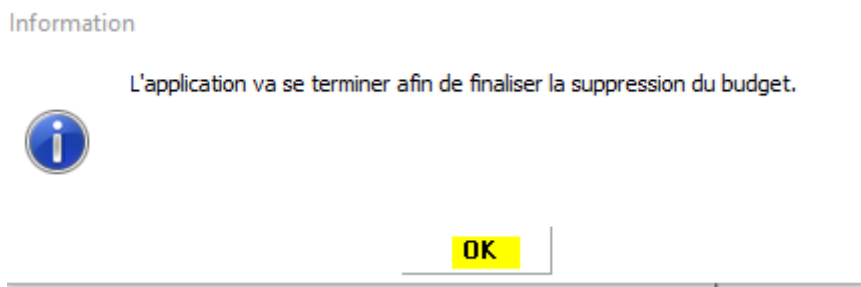 Information
L'application va se terminer afin de finaliser la suppression du budget.
OK